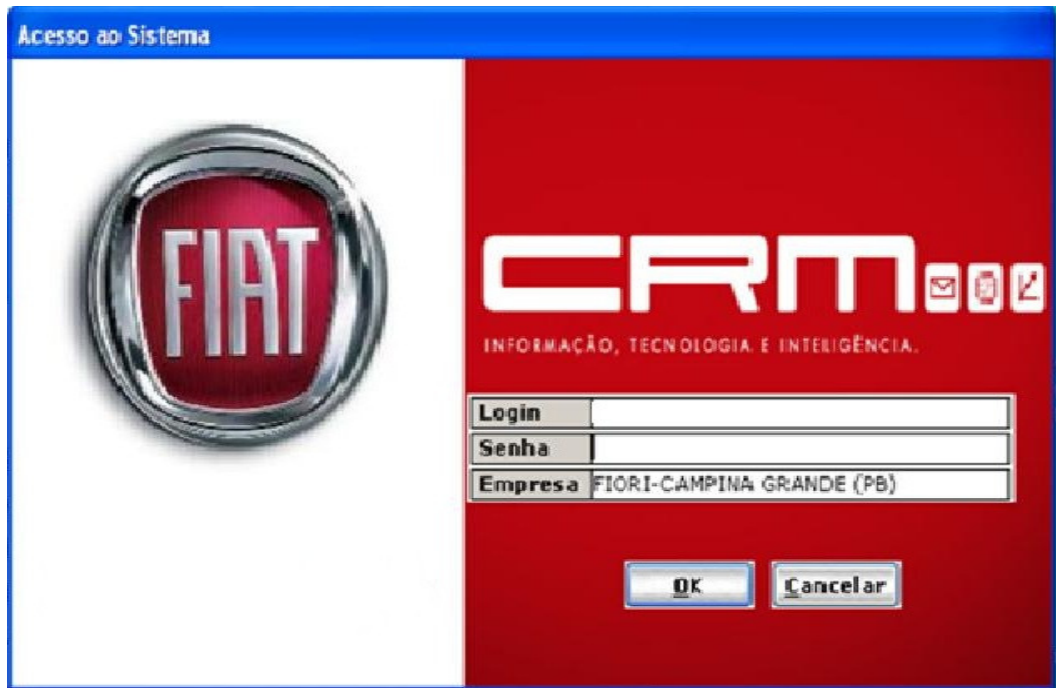 Acesso ao Sistema
FIAT
CRM
INFORMAÇÃO, TECNOLOGIA E INTELIGÊNCIA.
Login
Senha
Empresa FIORI-CAMPINA GRANDE (PB)
OK Cancelar